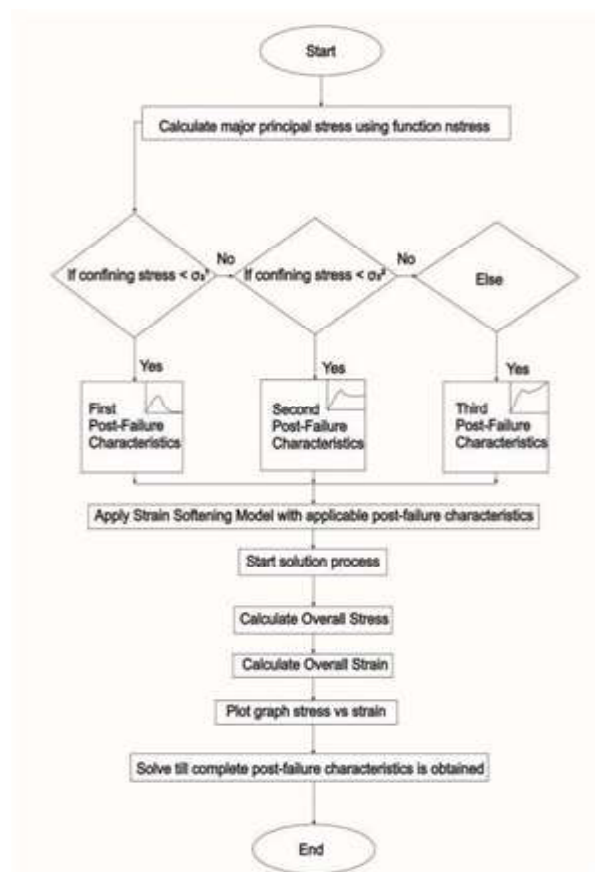 Start
Calculate major principal stress using function nstress
If confining stress < σ₃¹
No
If confining stress < σ₃²
No
Else
Yes
Yes
Yes
First
Post-Failure
Characteristics
Second
Post-Failure
Characteristics
Third
Post-Failure
Characteristics
Apply Strain Softening Model with applicable post-failure characteristics
Start solution process
Calculate Overall Stress
Calculate Overall Strain
Plot graph stress vs strain
Solve till complete post-failure characteristics is obtained
End